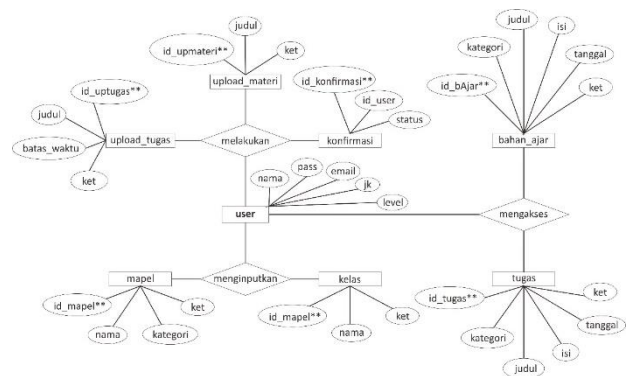 judul
id_upmateri**
ket
upload_materi
id_uptugas**
judul
batas_waktu
ket
upload_tugas
melakukan
id_konfirmasi**
id_user
status
konfirmasi
judul
isi
kategori
tanggal
id_bAjar**
ket
bahan_ajar
nama
pass
email
jk
level
user
mengakses
mapel
menginputkan
kelas
tugas
id_mapel**
ket
nama
kategori
id_mapel**
ket
nama
id_tugas**
ket
kategori
tanggal
judul
isi